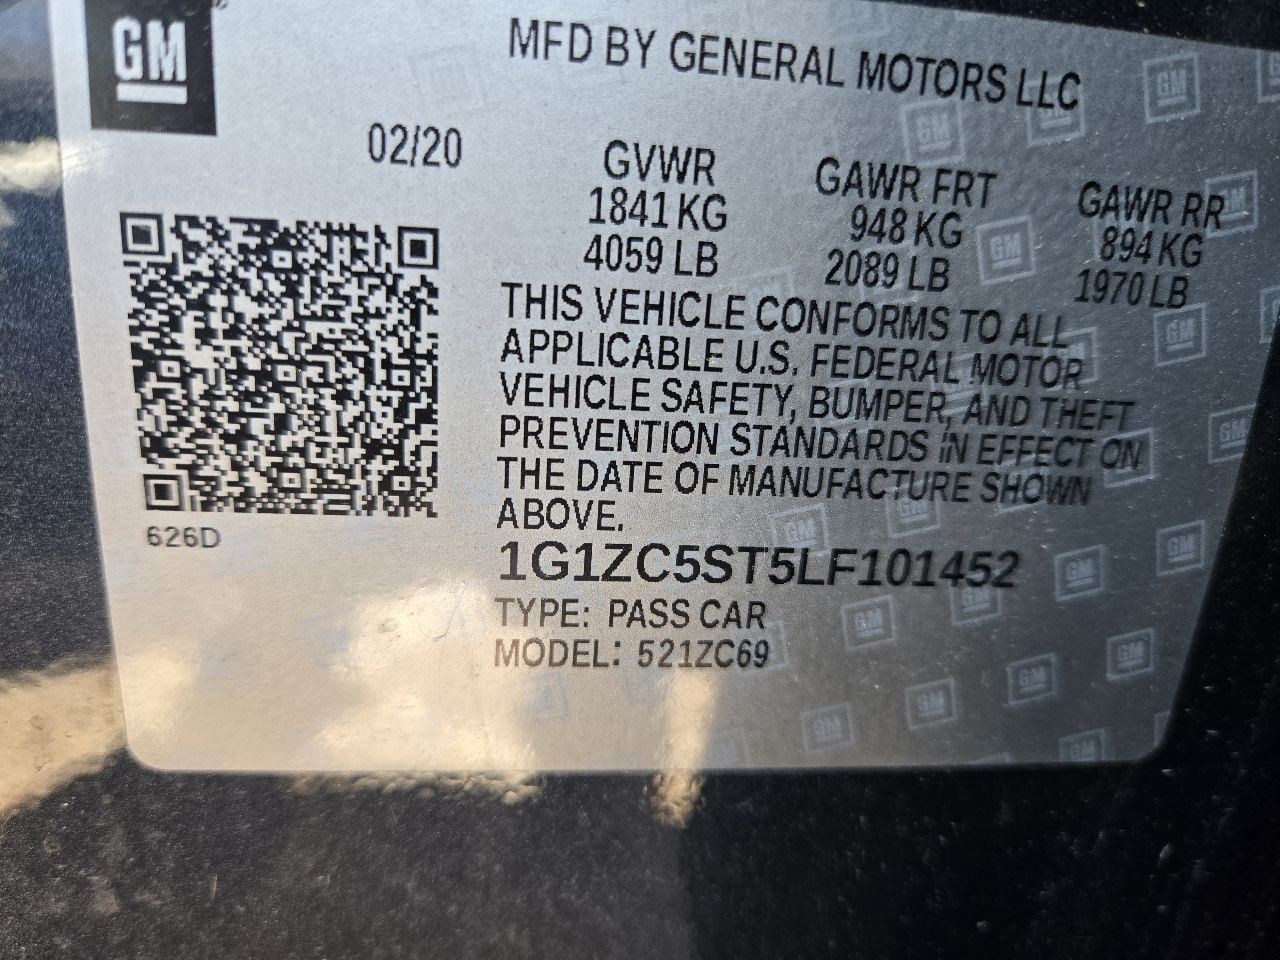 GM
MFD BY GENERAL MOTORS LLC
02/20
GVWR
1841 KG
4059 LB
GAWR FRT
948 KG
2089 LB
GAWR RR
894 KG
1970 LB
THIS VEHICLE CONFORMS TO ALL
APPLICABLE U.S. FEDERAL MOTOR
VEHICLE SAFETY, BUMPER, AND THEFT
PREVENTION STANDARDS IN EFFECT ON
THE DATE OF MANUFACTURE SHOWN
ABOVE.
626D
1G1ZC5ST5LF101452
TYPE: PASS CAR
MODEL: 521ZC69